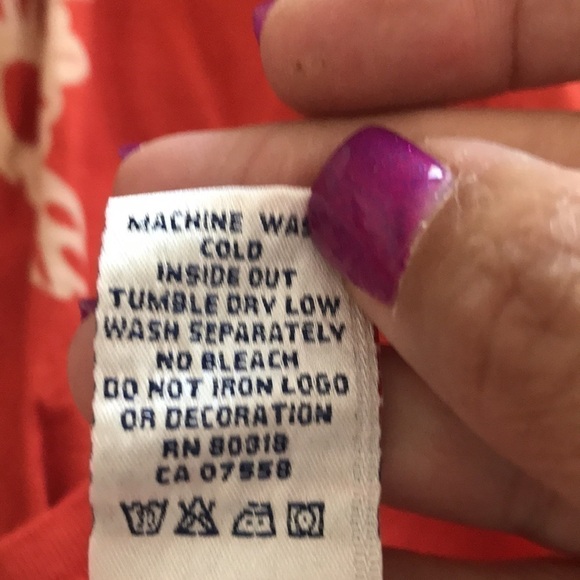 MACHINE WAS
COLD
INSIDE OUT
TUMBLE DRY LOW
WASH SEPARATELY
NO BLEACH
DO NOT IRON LOGO
OR DECORATION
RN 80318
CA 07558